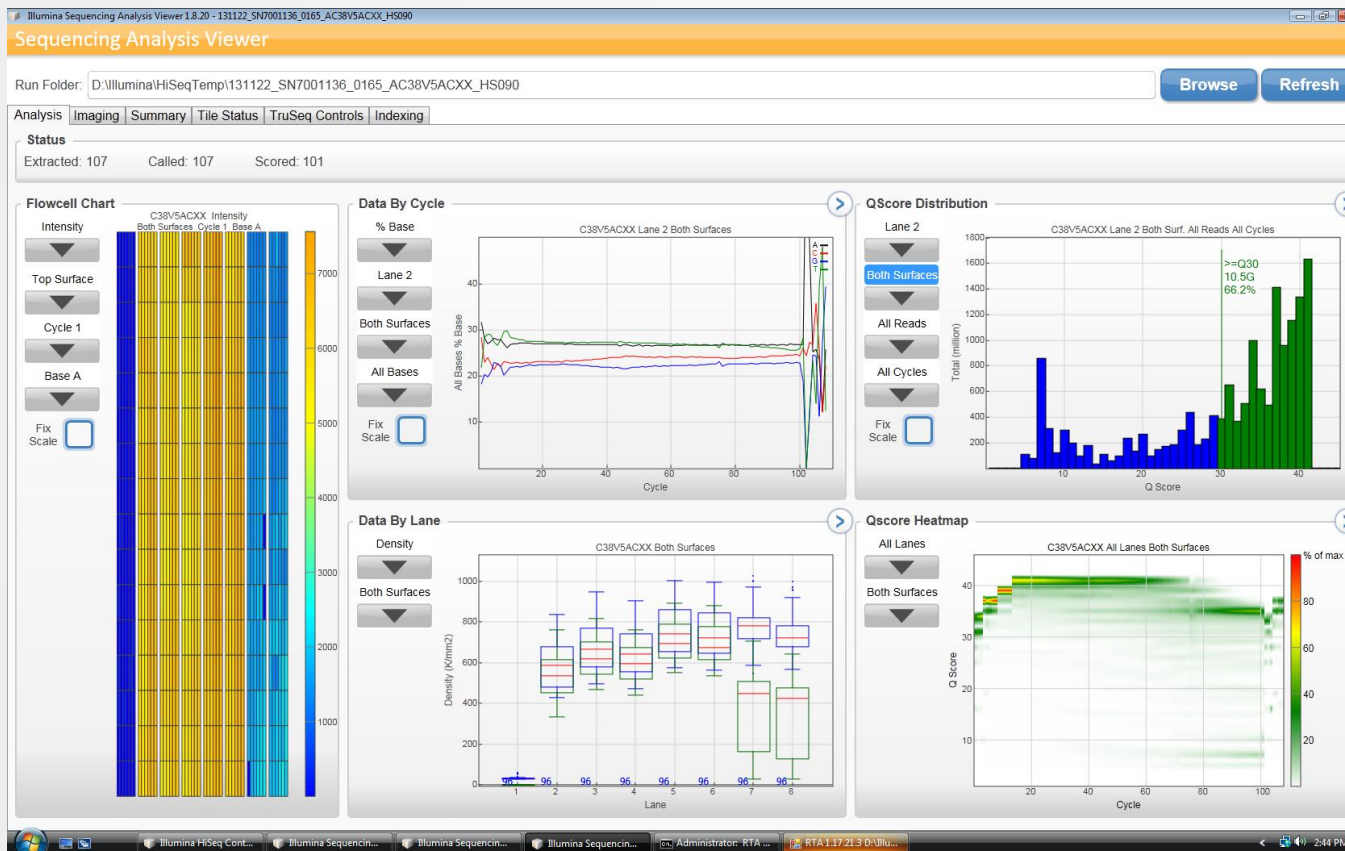 Illumina Sequencing Analysis Viewer 1.8.20 - 131122_SN7001136_0165_AC38V5ACXX_HS090
Sequencing Analysis Viewer
Run Folder: D:\Illumina\HiSeqTemp\131122_SN7001136_0165_AC38V5ACXX_HS090
Browse
Refresh
Analysis Imaging Summary Tile Status TruSeq Controls Indexing
Status
Extracted: 107 Called: 107 Scored: 101
Flowcell Chart
Intensity
Top Surface
Cycle 1
Base A
Fix
Scale
C38V5ACXX Intensity
Both Surfaces Cycle 1 Base A
7000
6000
5000
4000
3000
2000
1000
Data By Cycle
% Base
Lane 2
Both Surfaces
All Bases
Fix
Scale
C38V5ACXX Lane 2 Both Surfaces
A
C
G
T
All Bases % Base
40
30
20
10
20 40 60 80 100
Cycle
QScore Distribution
Lane 2
Both Surfaces
All Reads
All Cycles
Fix
Scale
C38V5ACXX Lane 2 Both Surf. All Reads All Cycles
>=Q30
10.5G
66.2%
Total (million)
1800
1600
1400
1200
1000
800
600
400
200
10 20 30 40
Q Score
Data By Lane
Density
Both Surfaces
C38V5ACXX Both Surfaces
Density (K/mm2)
1000
800
600
400
200
0
96 96 96 96 96 96 96 96
1 2 3 4 5 6 7 8
Lane
Qscore Heatmap
All Lanes
Both Surfaces
C38V5ACXX All Lanes Both Surfaces
% of max
80
60
40
20
Q Score
40
30
20
10
20 40 60 80 100
Cycle
Illumina HiSeq Cont... Illumina Sequencin... Illumina Sequencin... Illumina Sequencin... Administrator: RTA ... RTA 1.17.21.3 D:\Illu... 2:44 PM